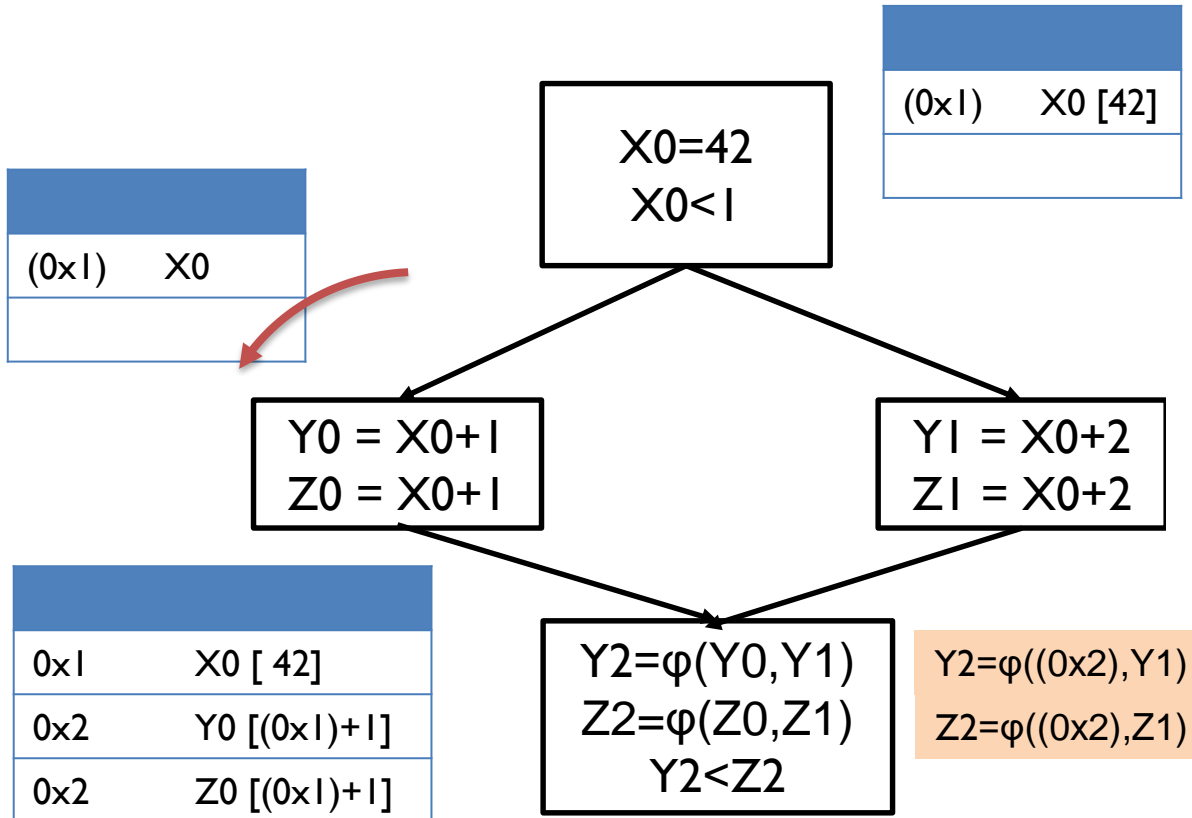 X0=42
X0<1
(0x1) X0 [42]
(0x1) X0
Y0 = X0+1
Z0 = X0+1
Y1 = X0+2
Z1 = X0+2
0x1 X0 [ 42]
0x2 Y0 [(0x1)+1]
0x2 Z0 [(0x1)+1]
Y2=φ(Y0,Y1)
Z2=φ(Z0,Z1)
Y2<Z2
Y2=φ((0x2),Y1)
Z2=φ((0x2),Z1)